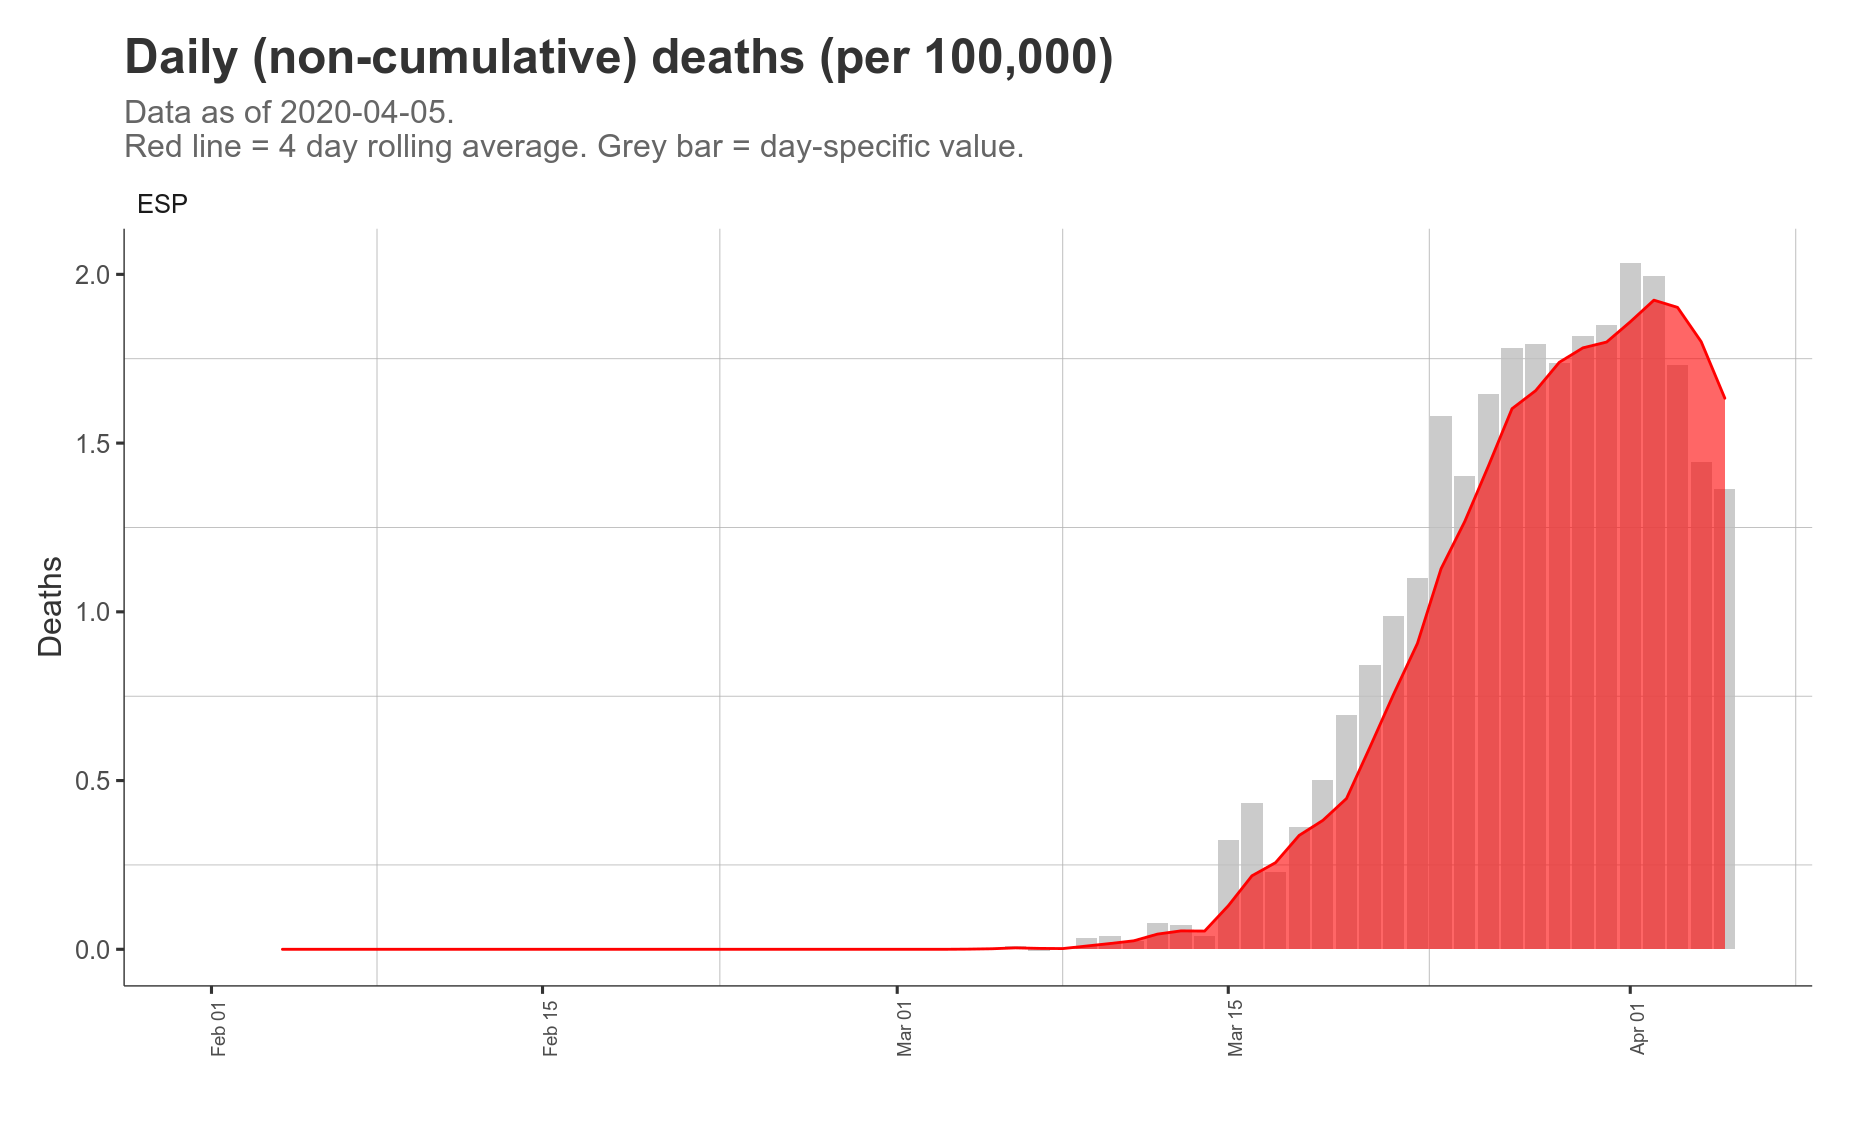 Daily (non-cumulative) deaths (per 100,000)
Data as of 2020-04-05.
Red line = 4 day rolling average. Grey bar = day-specific value.
ESP
Deaths
2.0
1.5
1.0
0.5
0.0
Feb 01
Feb 15
Mar 01
Mar 15
Apr 01